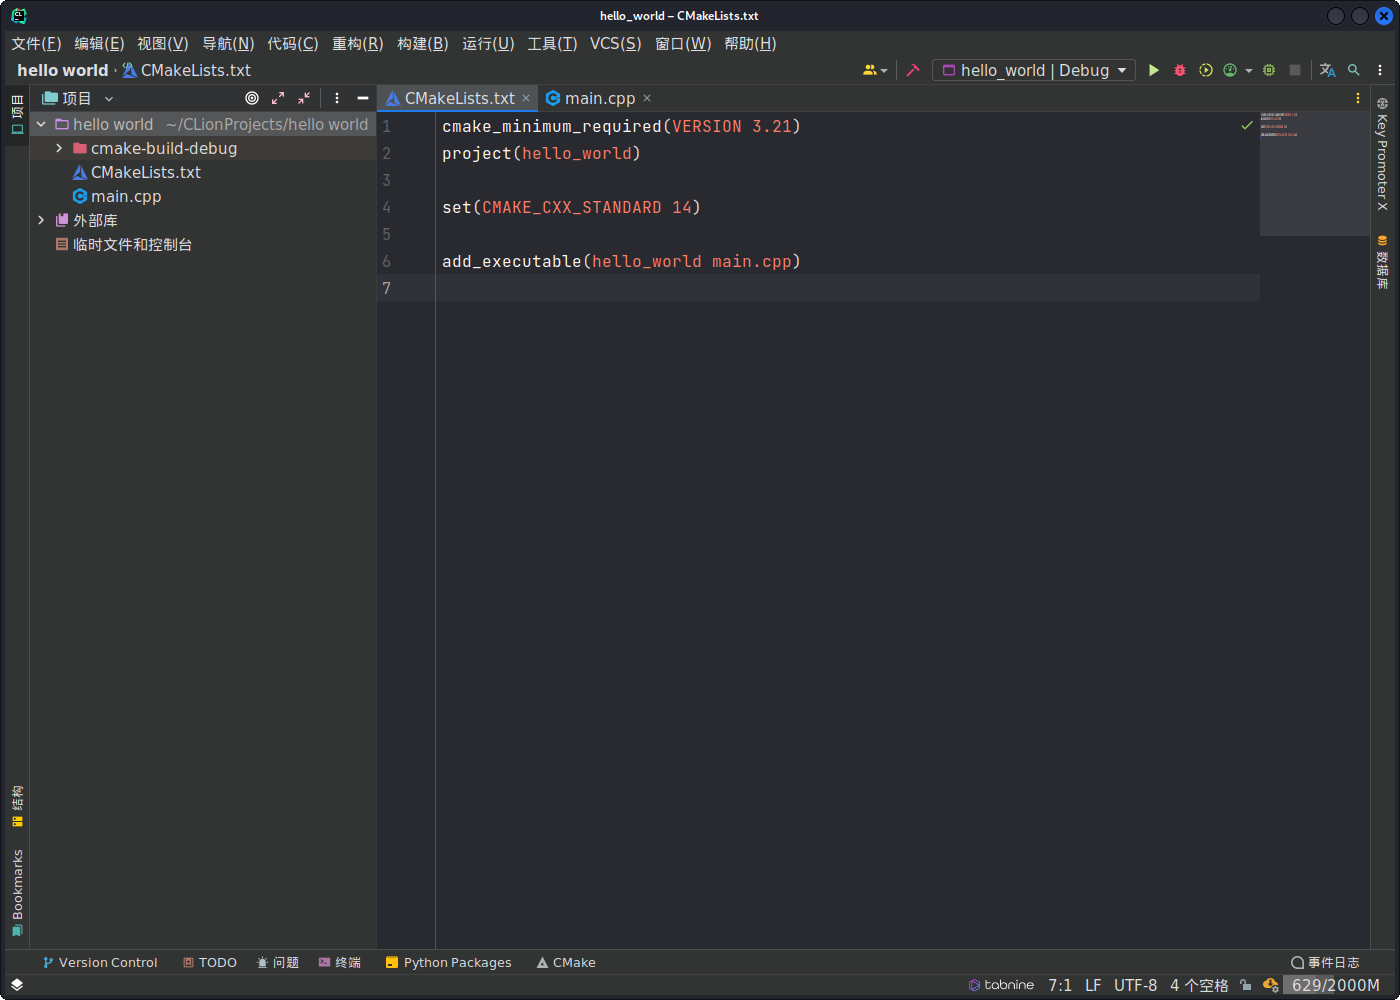 hello_world – CMakeLists.txt
文件(F) 编辑(E) 视图(V) 导航(N) 代码(C) 重构(R) 构建(B) 运行(U) 工具(T) VCS(S) 窗口(W) 帮助(H)
hello world › CMakeLists.txt
hello_world | Debug
项目
项目
CMakeLists.txt ×
main.cpp ×
hello world ~/CLionProjects/hello world
cmake-build-debug
CMakeLists.txt
main.cpp
外部库
临时文件和控制台
1 cmake_minimum_required(VERSION 3.21)
2 project(hello_world)
3
4 set(CMAKE_CXX_STANDARD 14)
5
6 add_executable(hello_world main.cpp)
7
Key Promoter X
数据库
结构
Bookmarks
Version Control TODO 问题 终端 Python Packages CMake 事件日志
tabnine 7:1 LF UTF-8 4 个空格 629/2000M